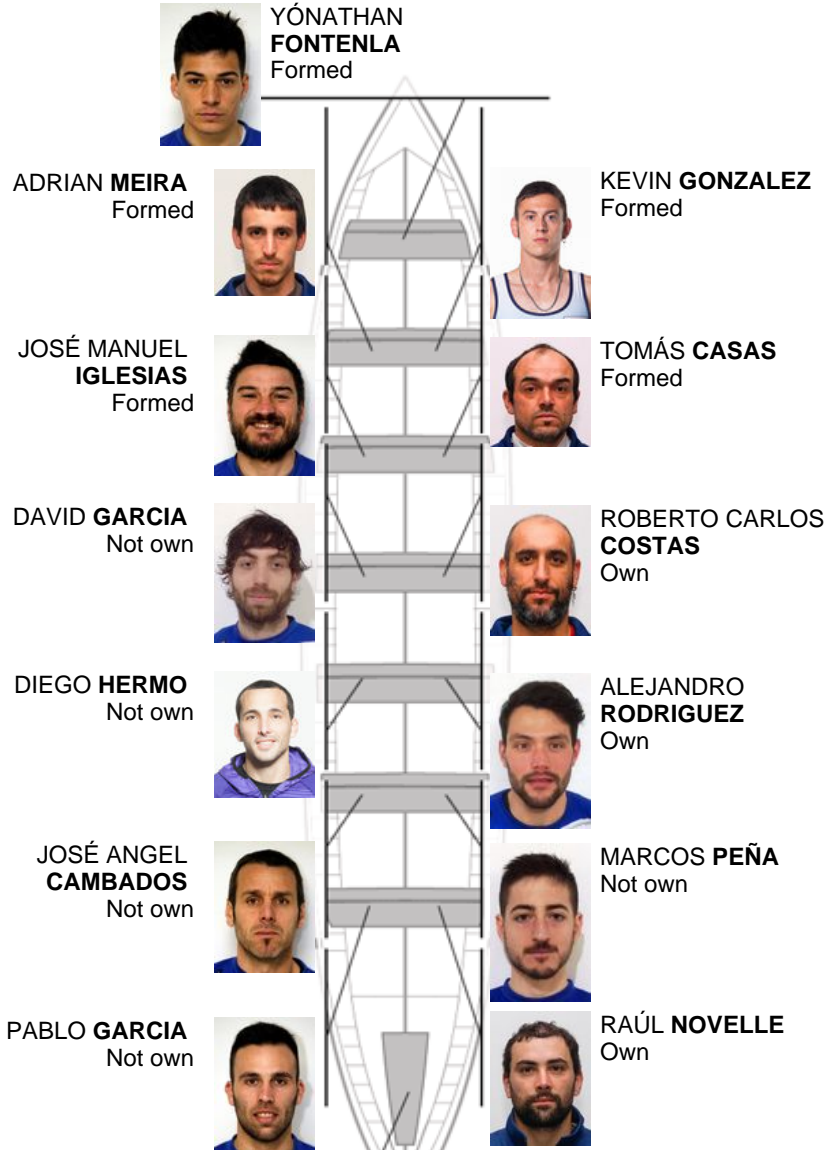 YÓNATHAN
FONTENLA
Formed
ADRIAN MEIRA
Formed
KEVIN GONZALEZ
Formed
JOSÉ MANUEL
IGLESIAS
Formed
TOMÁS CASAS
Formed
DAVID GARCIA
Not own
ROBERTO CARLOS
COSTAS
Own
DIEGO HERMO
Not own
ALEJANDRO
RODRIGUEZ
Own
JOSÉ ANGEL
CAMBADOS
Not own
MARCOS PEÑA
Not own
PABLO GARCIA
Not own
RAÚL NOVELLE
Own